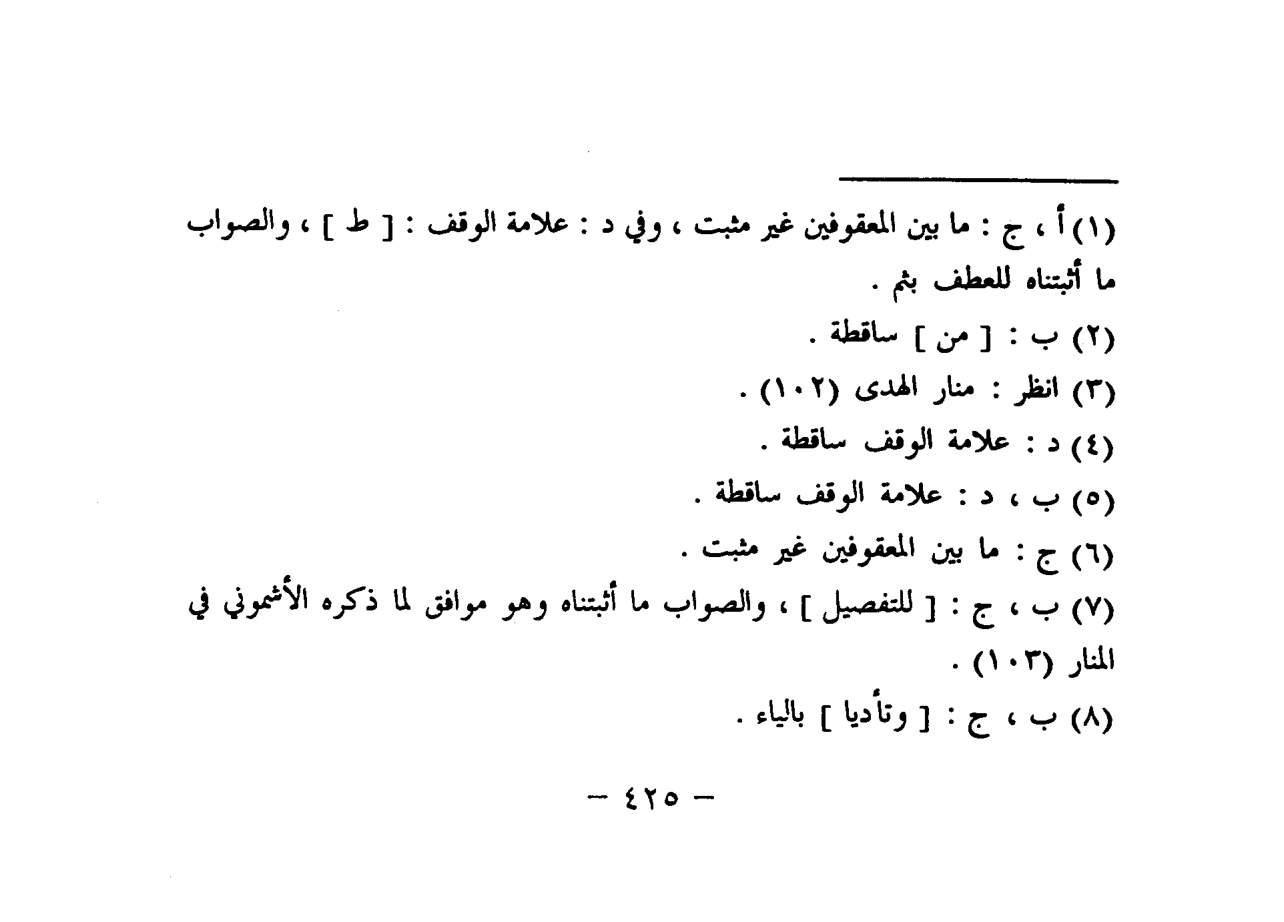 (١) أ ، ج : ما بين المعقوفين غير مثبت ، وفي د : علامة الوقف : [ ط ] ، والصواب
ما أثبتناه للعطف بثم .
(٢) ب : [ من ] ساقطة .
(٣) انظر : منار الهدى (١٠٢) .
(٤) د : علامة الوقف ساقطة .
(٥) ب ، د : علامة الوقف ساقطة .
(٦) ج : ما بين المعقوفين غير مثبت .
(٧) ب ، ج : [ للتفصيل ] ، والصواب ما أثبتناه وهو موافق لما ذكره الأشموني في
المنار (١٠٣) .
(٨) ب ، ج : [ وتأديا ] بالياء .
— ٤٢٥ —